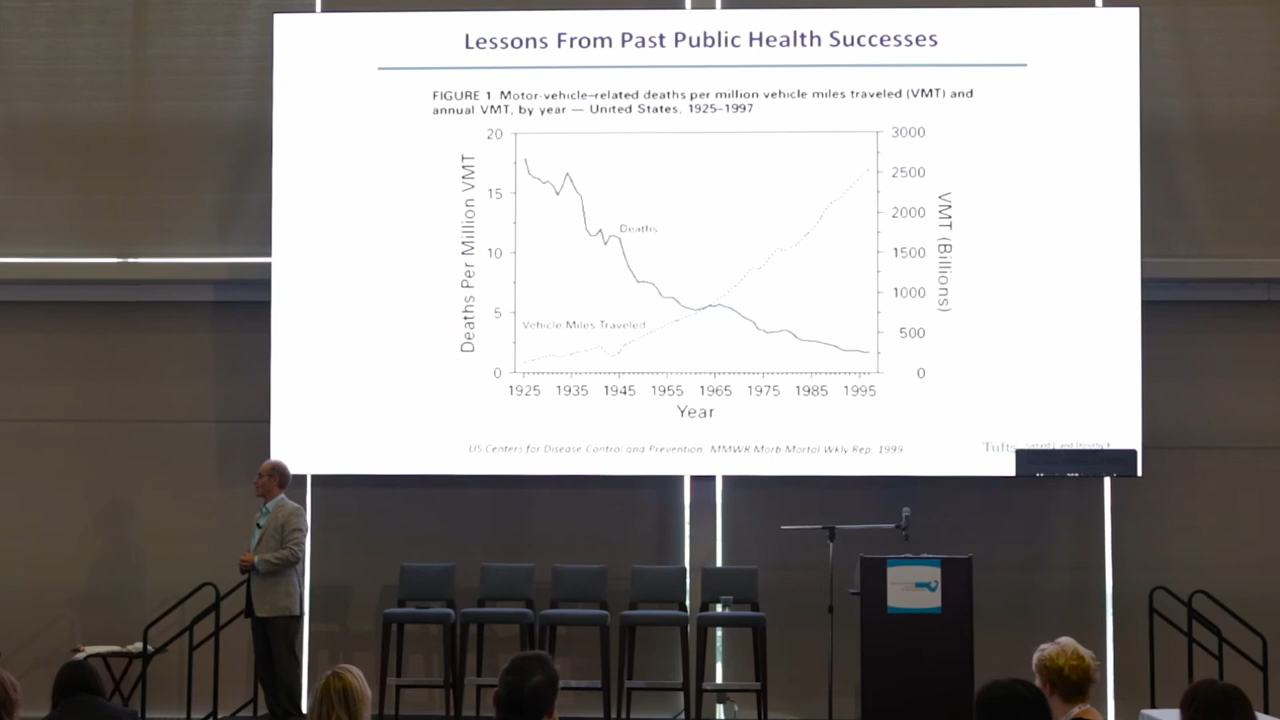 Lessons From Past Public Health Successes
FIGURE 1. Motor-vehicle–related deaths per million vehicle miles traveled (VMT) and
annual VMT, by year — United States, 1925–1997
20
15
10
5
0
Deaths Per Million VMT
Deaths
Vehicle Miles Traveled
3000
2500
2000
1500
1000
500
0
VMT (Billions)
1925 1935 1945 1955 1965 1975 1985 1995
Year
US Centers for Disease Control and Prevention, MMWR Morb Mortal Wkly Rep. 1999
Tufts